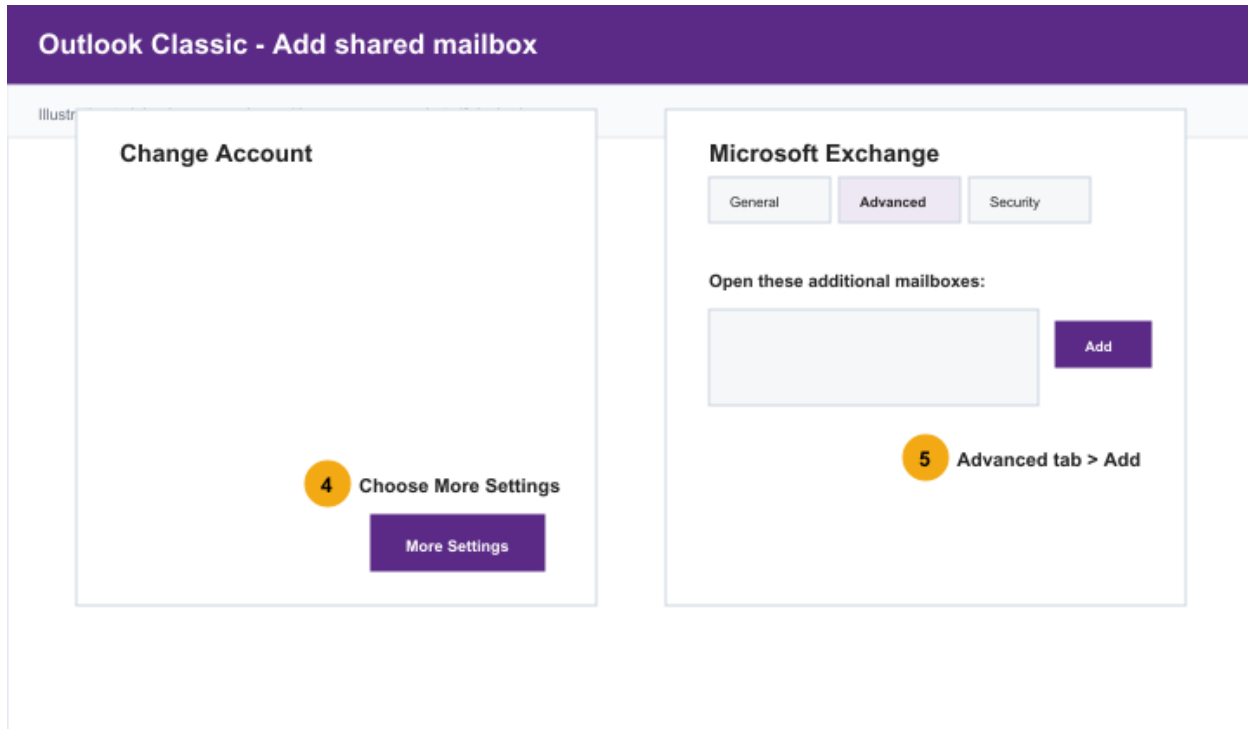 Outlook Classic - Add shared mailbox
Change Account
4 Choose More Settings
More Settings
Microsoft Exchange
General Advanced Security
Open these additional mailboxes:
Add
5 Advanced tab > Add